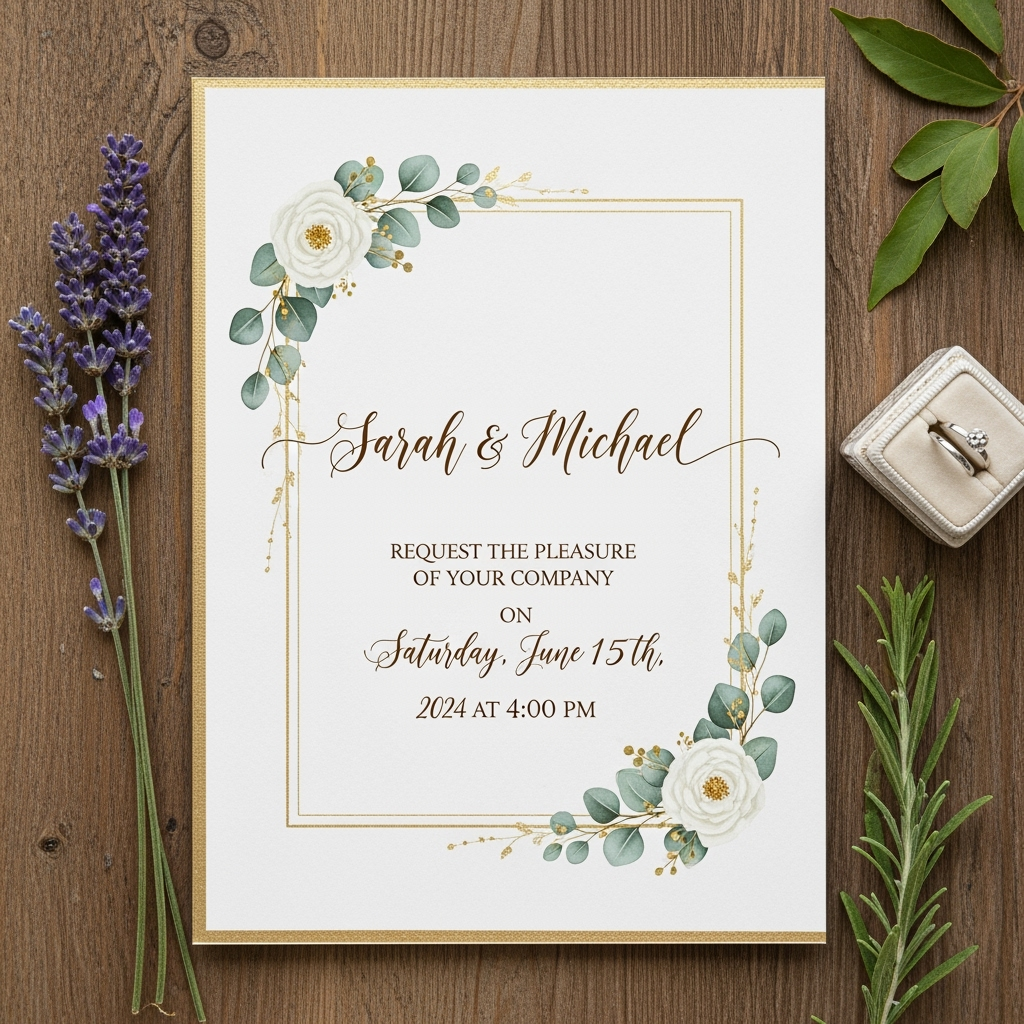 Sarah & Michael
REQUEST THE PLEASURE
OF YOUR COMPANY
ON
Saturday, June 15th,
2024 AT 4:00 PM